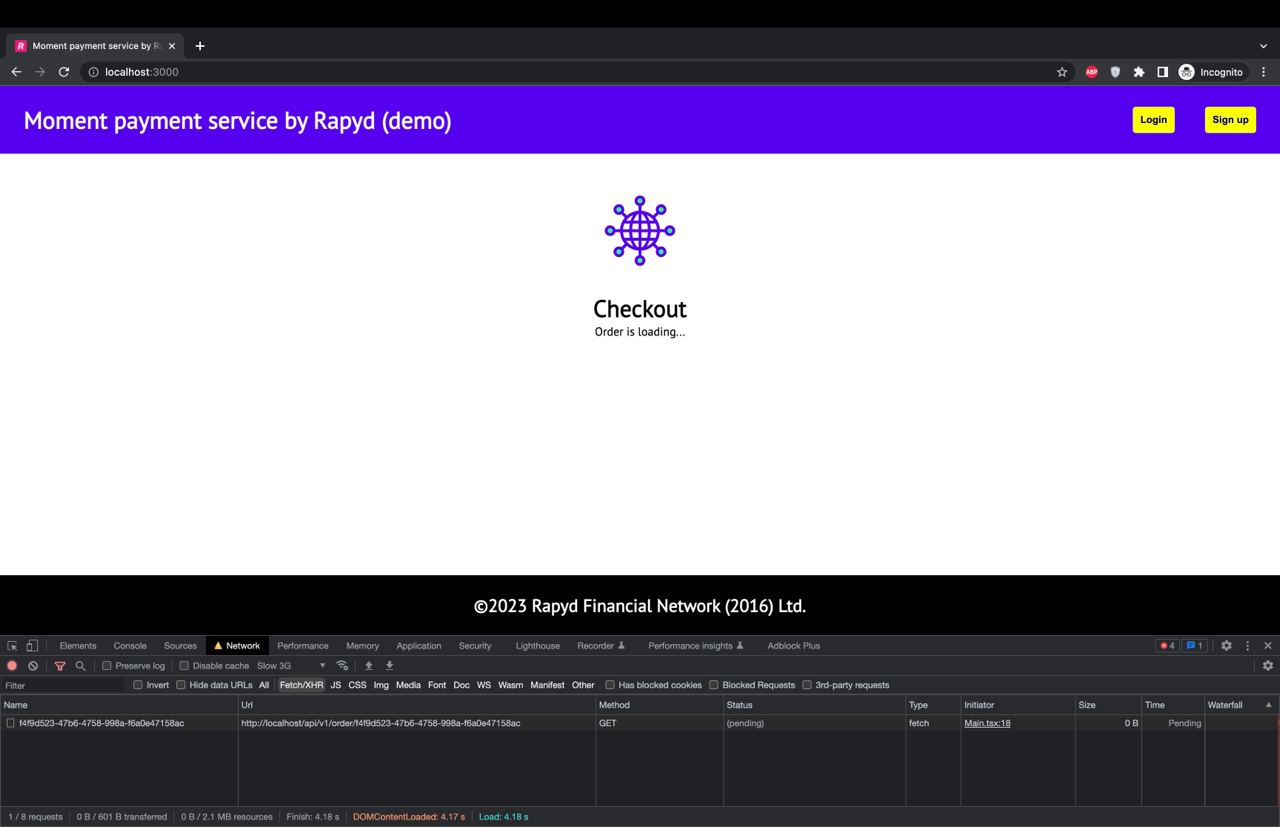 Moment payment service by Ra
localhost:3000
ABP
Incognito
Moment payment service by Rapyd (demo)
Login
Sign up
Checkout
Order is loading...
©2023 Rapyd Financial Network (2016) Ltd.
Elements Console Sources Network Performance Memory Application Security Lighthouse Recorder Performance insights Adblock Plus 4 1
Preserve log Disable cache Slow 3G
Filter Invert Hide data URLs All Fetch/XHR JS CSS Img Media Font Doc WS Wasm Manifest Other Has blocked cookies Blocked Requests 3rd-party requests
Name Url Method Status Type Initiator Size Time Waterfall
f4f9d523-47b6-4758-998a-f6a0e47158ac http://localhost/api/v1/order/f4f9d523-47b6-4758-998a-f6a0e47158ac GET (pending) fetch Main.tsx:18 0 B Pending
1 / 8 requests 0 B / 601 B transferred 0 B / 2.1 MB resources Finish: 4.18 s DOMContentLoaded: 4.17 s Load: 4.18 s